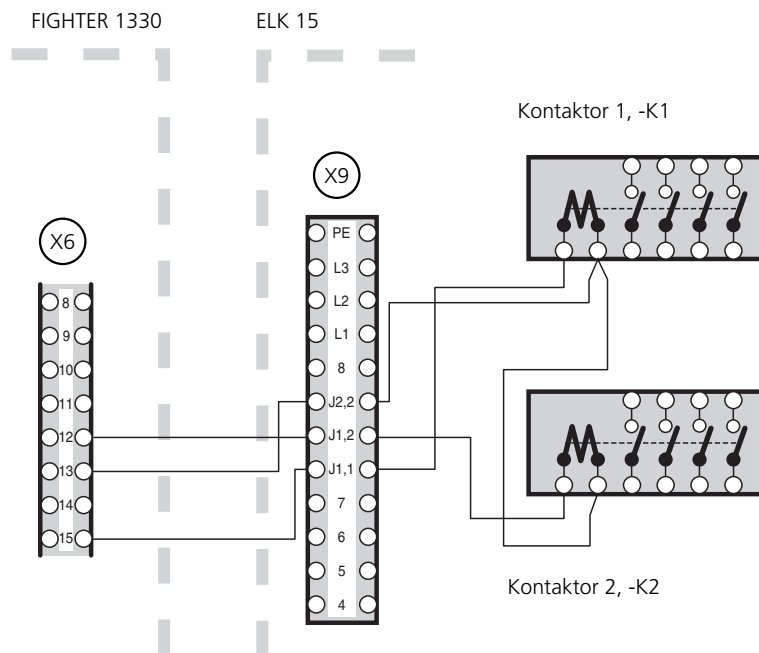 FIGHTER 1330
ELK 15
Kontaktor 1, -K1
X9
X6
PE
L3
L2
L1
8
J2,2
J1,2
J1,1
7
6
5
4
8
9
10
11
12
13
14
15
Kontaktor 2, -K2